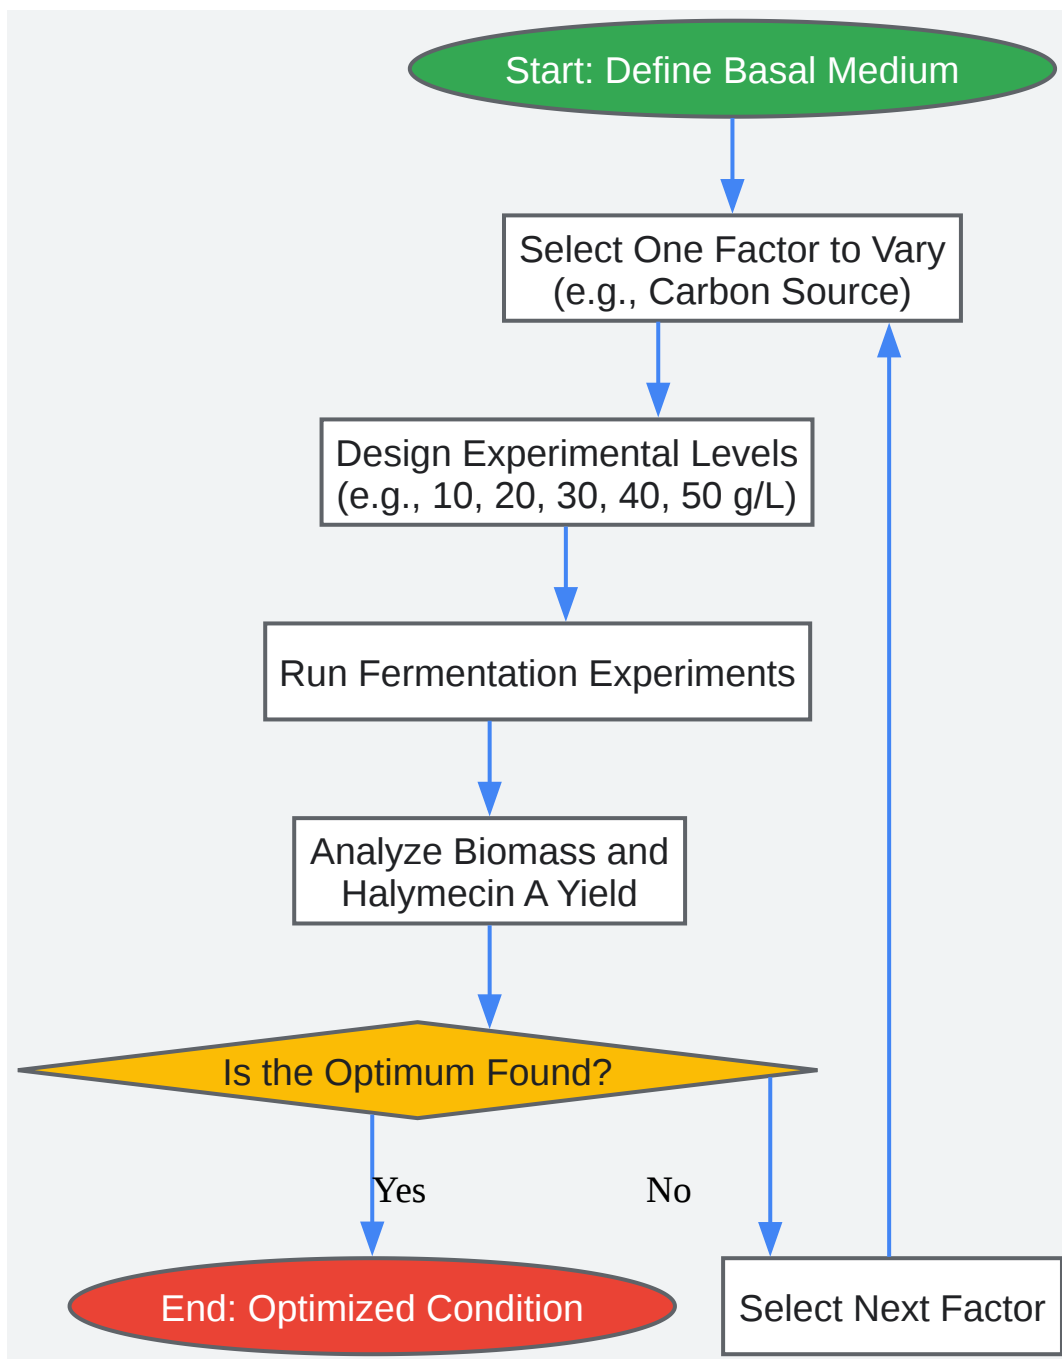 Start: Define Basal Medium
Select One Factor to Vary
(e.g., Carbon Source)
Design Experimental Levels
(e.g., 10, 20, 30, 40, 50 g/L)
Run Fermentation Experiments
Analyze Biomass and
Halymecin A Yield
Is the Optimum Found?
Yes
No
End: Optimized Condition
Select Next Factor